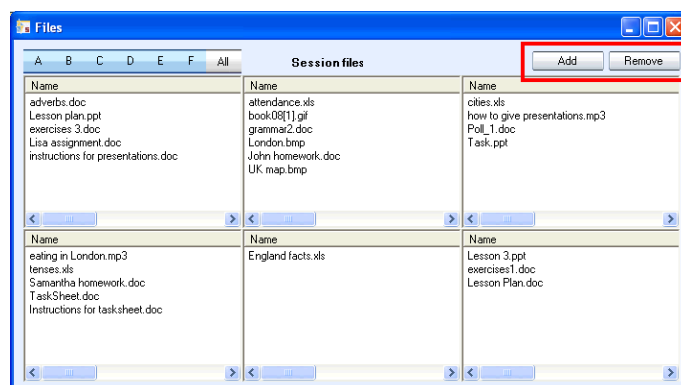 Files
A B C D E F All
Session files
Add Remove
Name
adverbs.doc
Lesson plan.ppt
exercises 3.doc
Lisa assignment.doc
instructions for presentations.doc
Name
attendance.xls
book08[1].gif
grammar2.doc
London.bmp
John homework.doc
UK map.bmp
Name
cities.xls
how to give presentations.mp3
Poll_1.doc
Task.ppt
Name
eating in London.mp3
tenses.xls
Samantha homework.doc
TaskSheet.doc
Instructions for tasksheet.doc
Name
England facts.xls
Name
Lesson 3.ppt
exercises1.doc
Lesson Plan.doc